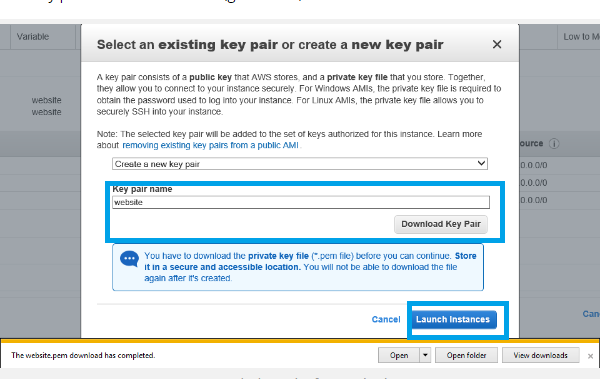 Variable
Low to M
Select an existing key pair or create a new key pair
A key pair consists of a public key that AWS stores, and a private key file that you store. Together,
they allow you to connect to your instance securely. For Windows AMIs, the private key file is required to
obtain the password used to log into your instance. For Linux AMIs, the private key file allows you to
securely SSH into your instance.
website
website
Note: The selected key pair will be added to the set of keys authorized for this instance. Learn more
about removing existing key pairs from a public AMI.
ource
Create a new key pair
0.0.0/0
Key pair name
0.0.0/0
website
0.0.0/0
Download Key Pair
You have to download the private key file (*.pem file) before you can continue. Store
it in a secure and accessible location. You will not be able to download the file
again after it's created.
Cancel
Launch Instances
Can
The website.pem download has completed.
Open
Open folder
View downloads